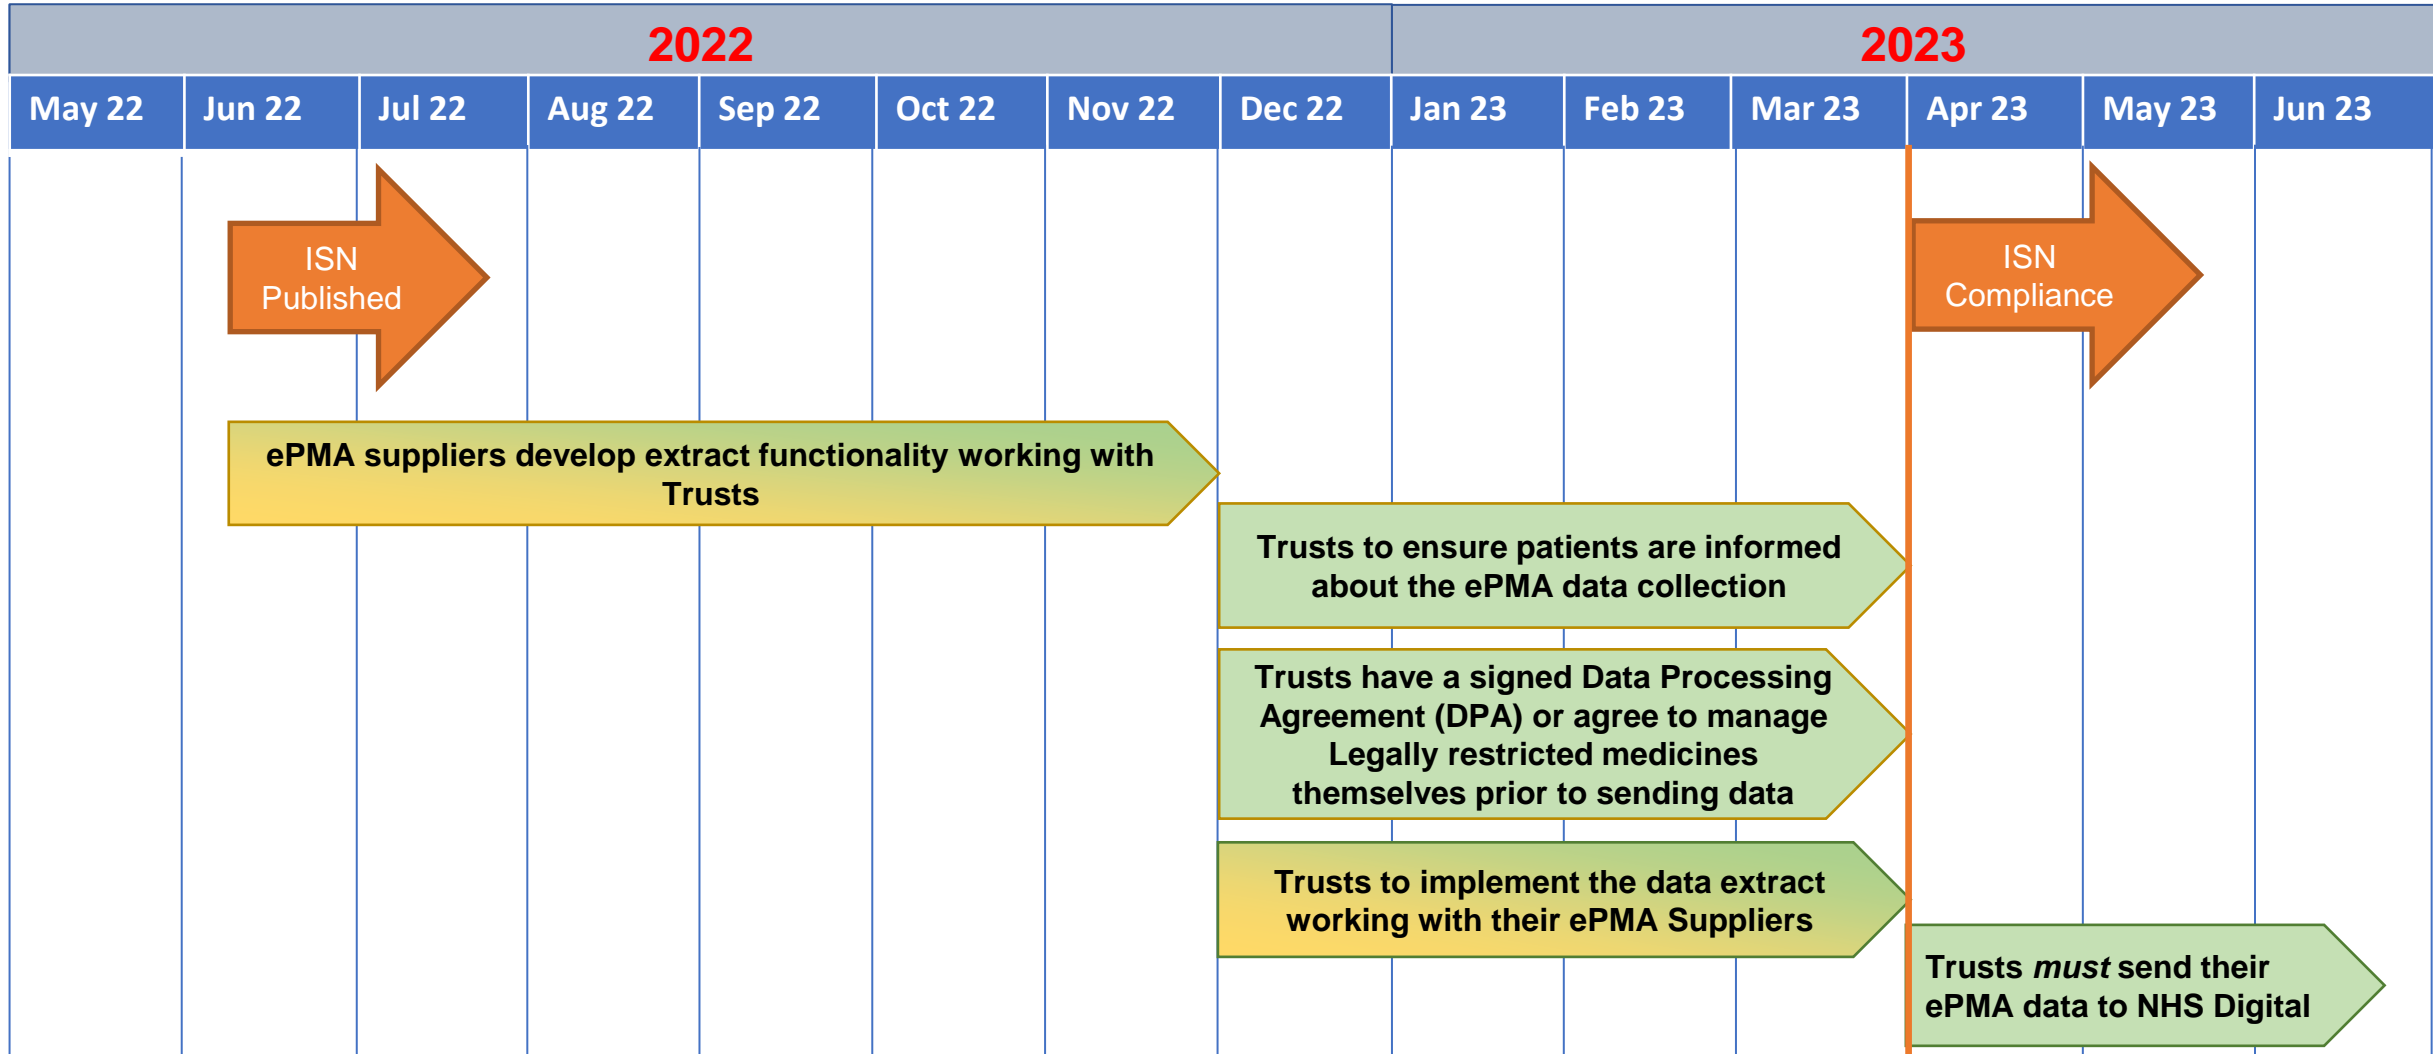 2022
2023
May 22
Jun 22
Jul 22
Aug 22
Sep 22
Oct 22
Nov 22
Dec 22
Jan 23
Feb 23
Mar 23
Apr 23
May 23
Jun 23
ISN
Published
ISN
Compliance
ePMA suppliers develop extract functionality working with
Trusts
Trusts to ensure patients are informed
about the ePMA data collection
Trusts have a signed Data Processing
Agreement (DPA) or agree to manage
Legally restricted medicines
themselves prior to sending data
Trusts to implement the data extract
working with their ePMA Suppliers
Trusts must send their
ePMA data to NHS Digital